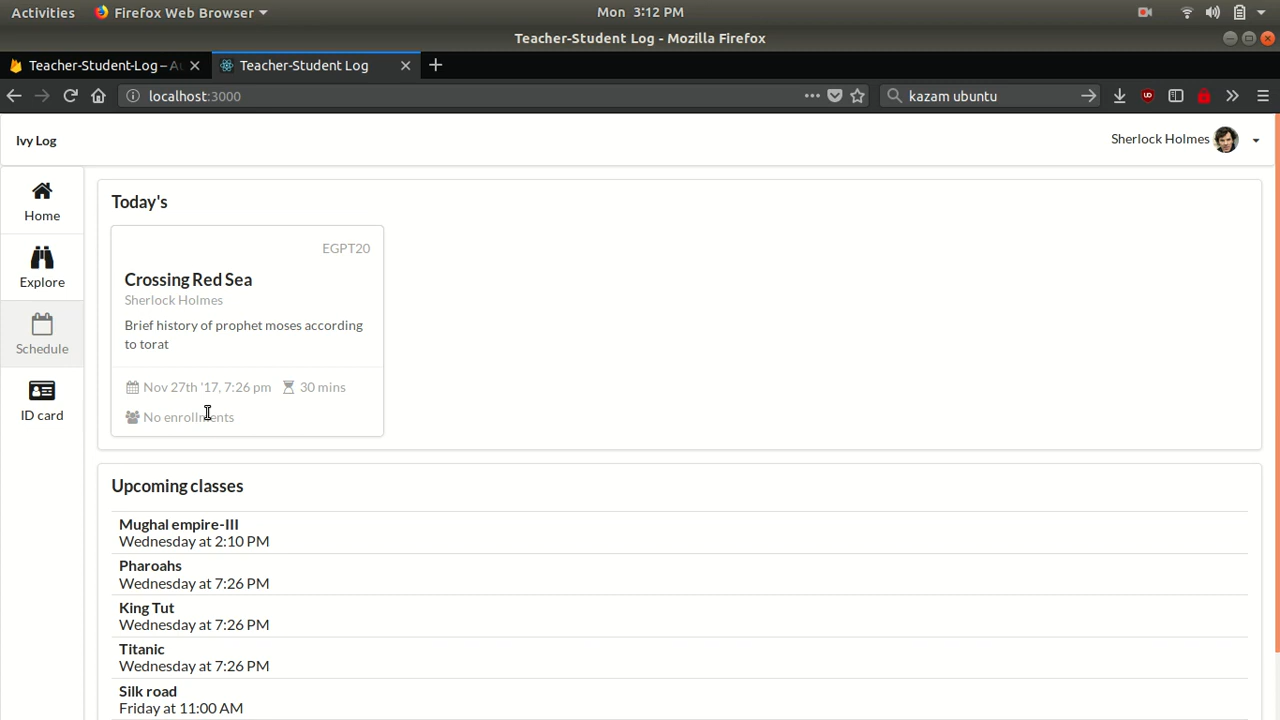 Activities Firefox Web Browser Mon 3:12 PM
Teacher-Student Log - Mozilla Firefox
Teacher-Student-Log – A Teacher-Student Log
localhost:3000 kazam ubuntu
Ivy Log Sherlock Holmes
Home
Explore
Schedule
ID card
Today's
EGPT20
Crossing Red Sea
Sherlock Holmes
Brief history of prophet moses according
to torat
Nov 27th '17, 7:26 pm 30 mins
No enrollments
Upcoming classes
Mughal empire-III
Wednesday at 2:10 PM
Pharoahs
Wednesday at 7:26 PM
King Tut
Wednesday at 7:26 PM
Titanic
Wednesday at 7:26 PM
Silk road
Friday at 11:00 AM